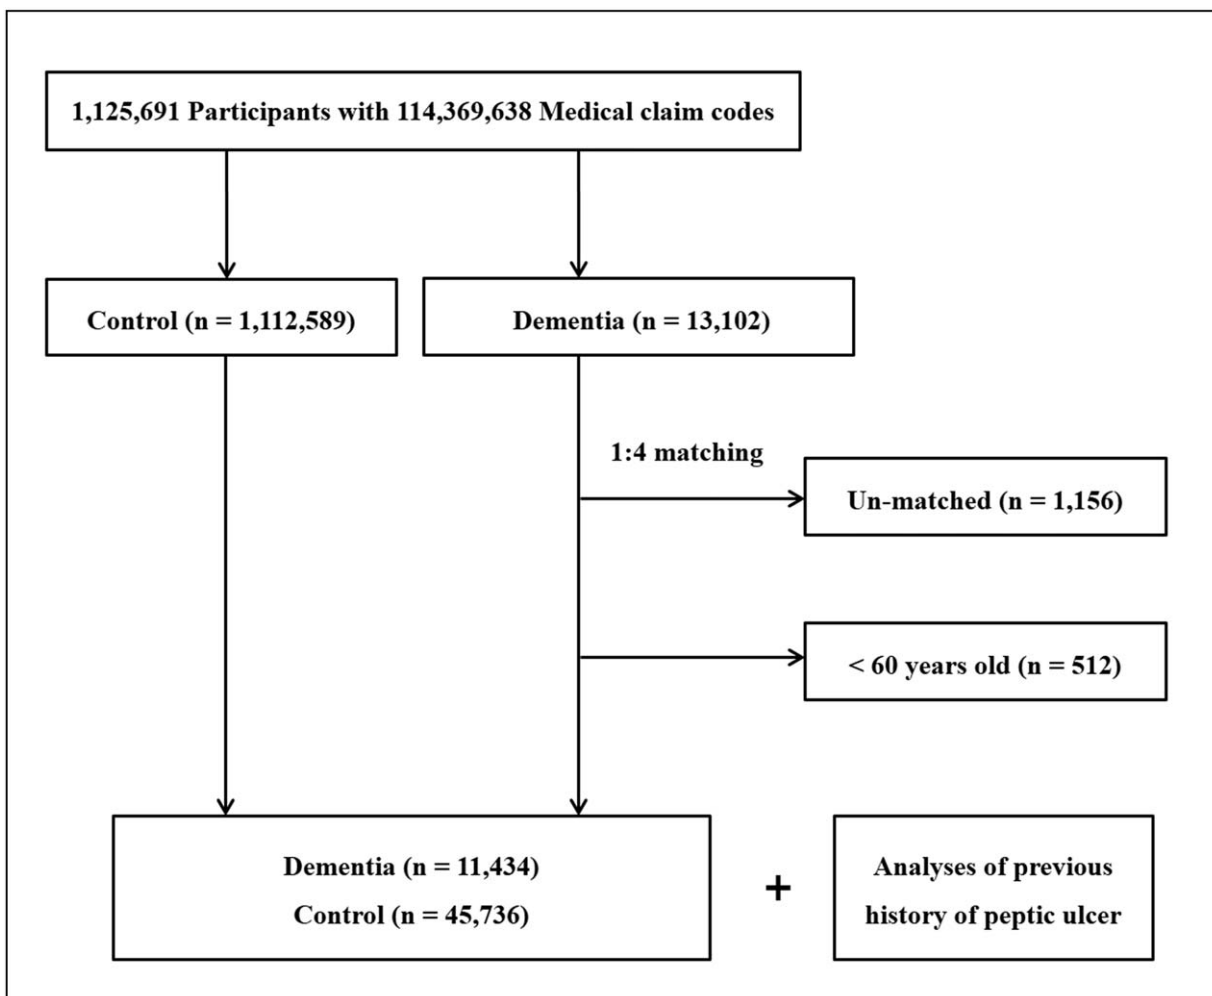 1,125,691 Participants with 114,369,638 Medical claim codes
Control (n = 1,112,589)
Dementia (n = 13,102)
1:4 matching
Un-matched (n = 1,156)
< 60 years old (n = 512)
Dementia (n = 11,434)
Control (n = 45,736)
+
Analyses of previous
history of peptic ulcer